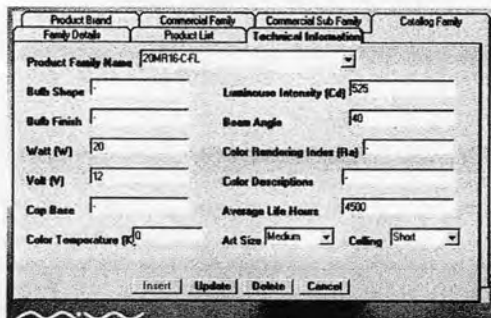 Product Brand Commercial Family Commercial Sub Family Catalog Family
Family Details Product List Technical Information
Product Family Name 20MR16-C-FL
Bulb Shape - Luminouse Intensity (Cd) 525
Bulb Finish - Beam Angle 40
Watt (W) 20 Color Rendering Index (Ra) -
Volt (V) 12 Color Descriptions -
Cap Base - Average Life Hours 4500
Color Temperature (K) 0 Art Size Medium Ceiling Short
Insert Update Delete Cancel